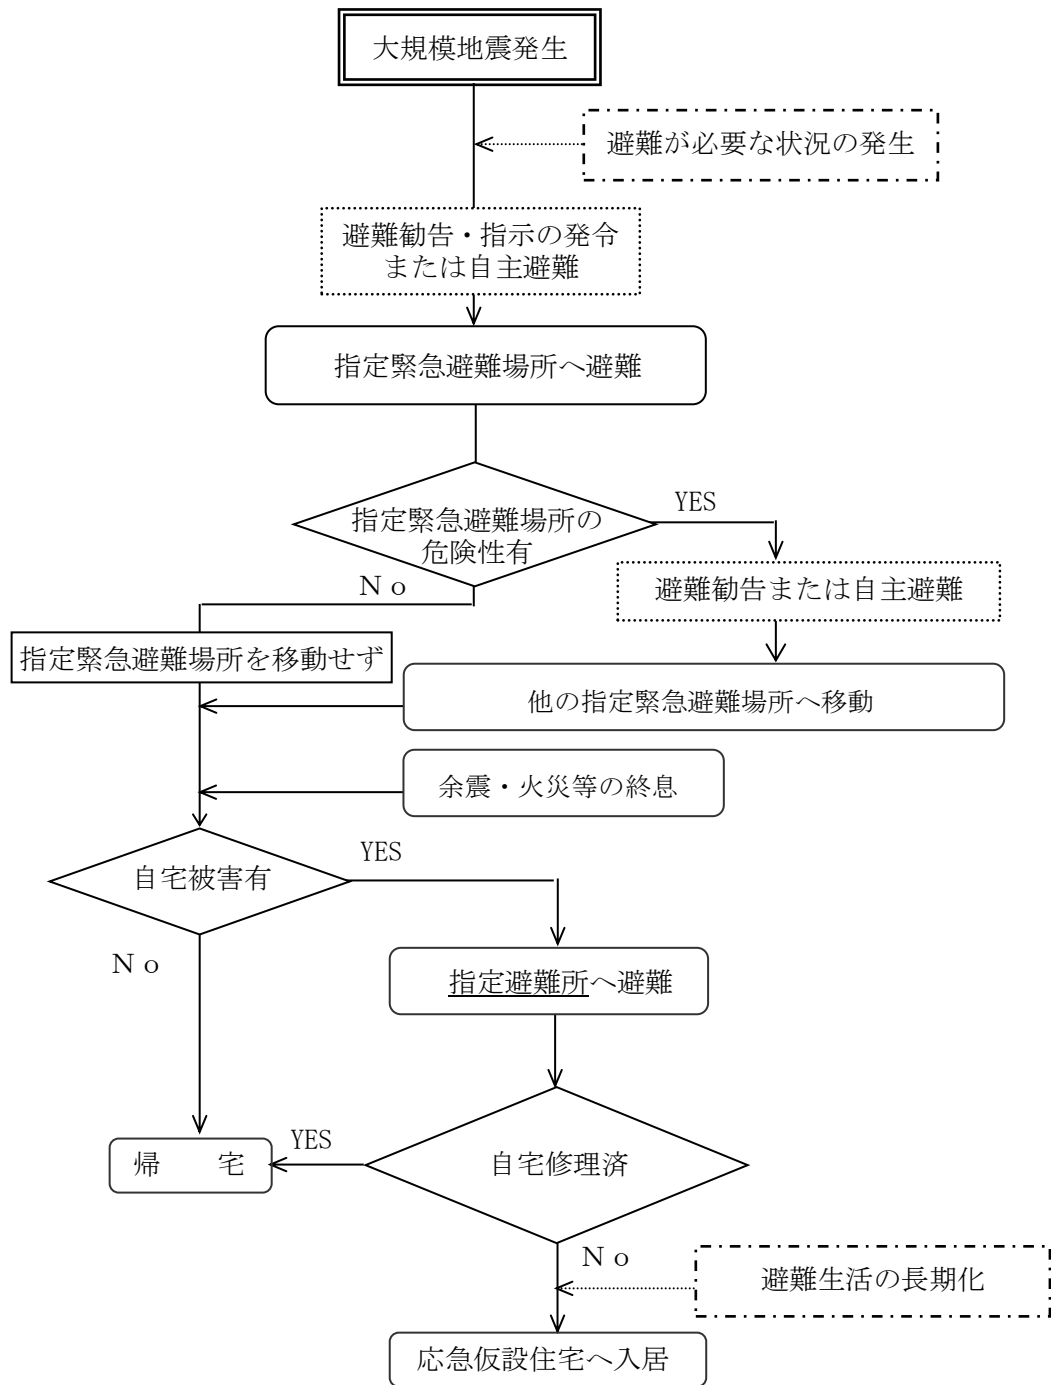 大規模地震発生
避難が必要な状況の発生
避難勧告・指示の発令
または自主避難
指定緊急避難場所へ避難
YES
指定緊急避難場所の
危険性有
Ｎｏ
避難勧告または自主避難
指定緊急避難場所を移動せず
他の指定緊急避難場所へ移動
余震・火災等の終息
YES
自宅被害有
Ｎｏ
指定避難所へ避難
YES
帰　　宅
自宅修理済
Ｎｏ
避難生活の長期化
応急仮設住宅へ入居